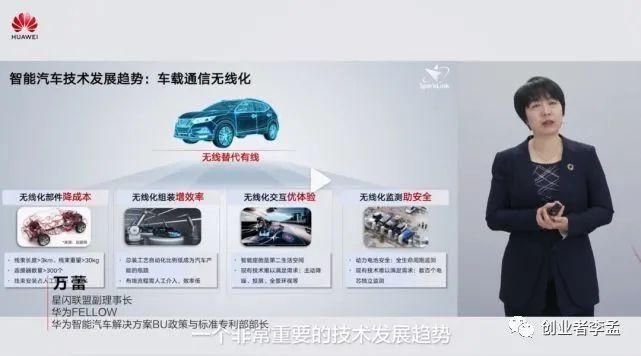 HUAWEI
智能汽车技术发展趋势：车载通信无线化
SparkLink
无线替代有线
无线化部件降成本
无线化组装增效率
无线化交互优体验
无线化监测助安全
线束长度>3km，线束重量>30kg
连接器数量>300个
线束安装占人工
总装工艺自动化比例低成为汽车产能的瓶颈
布线流程需人工介入，效率低
智能座舱是第二生活空间
现有技术难以满足需求：主动降噪，投屏，全景环视
动力电池安全：全生命周期监测
现有技术难以满足需求：数百个电芯独立监测
万蕾
星闪联盟副理事长
华为FELLOW
华为智能汽车解决方案BU政策与标准专利部部长
一个非常重要的技术发展趋势
创业者李孟